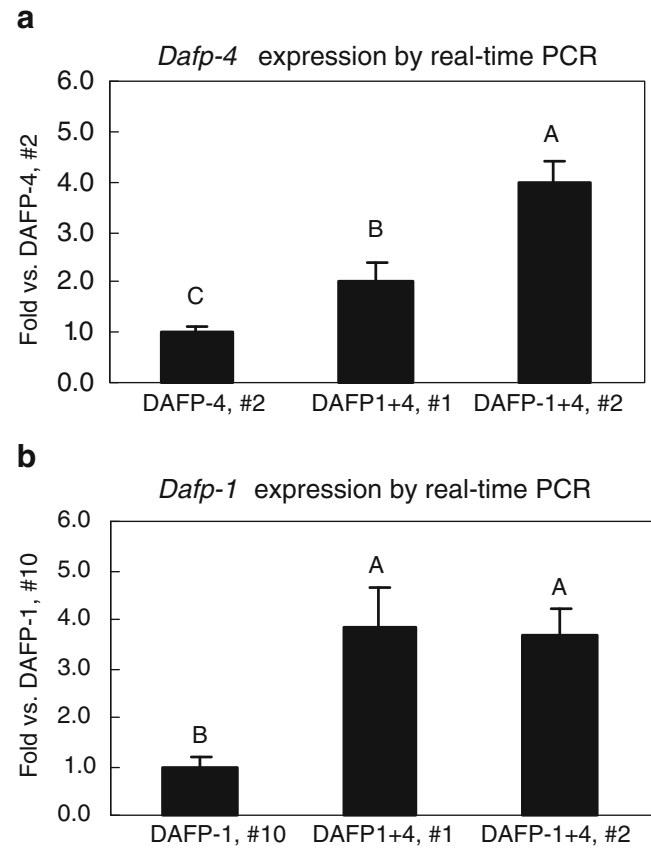 a
Dafp-4 expression by real-time PCR
Fold vs. DAFP-4, #2
6.0
5.0
4.0
3.0
2.0
1.0
0.0
C
B
A
DAFP-4, #2
DAFP1+4, #1
DAFP-1+4, #2
b
Dafp-1 expression by real-time PCR
Fold vs. DAFP-1, #10
6.0
5.0
4.0
3.0
2.0
1.0
0.0
B
A
A
DAFP-1, #10
DAFP1+4, #1
DAFP-1+4, #2